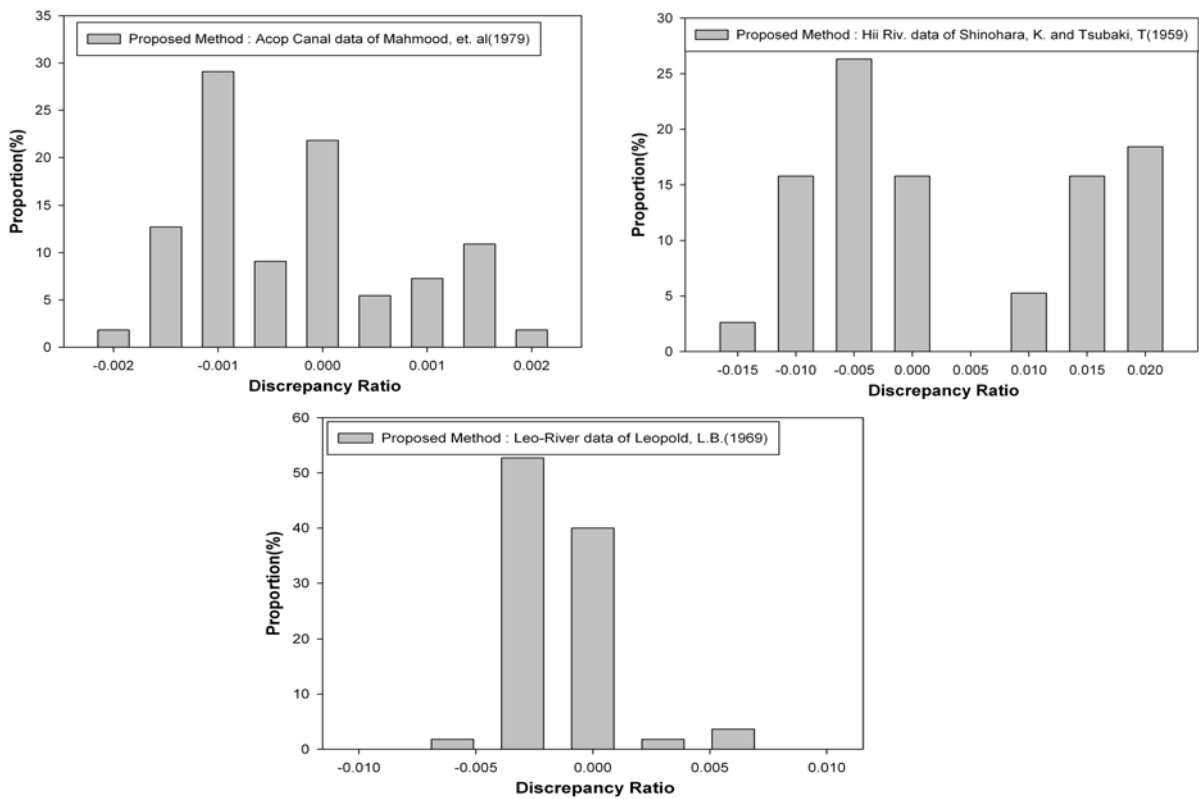 Proposed Method : Acop Canal data of Mahmood, et. al(1979)
35
30
25
20
15
10
5
0
Proportion(%)
-0.002 -0.001 0.000 0.001 0.002
Discrepancy Ratio
Proposed Method : Hii Riv. data of Shinohara, K. and Tsubaki, T(1959)
30
25
20
15
10
5
0
Proportion(%)
-0.015 -0.010 -0.005 0.000 0.005 0.010 0.015 0.020
Discrepancy Ratio
Proposed Method : Leo-River data of Leopold, L.B.(1969)
60
50
40
30
20
10
0
Proportion(%)
-0.010 -0.005 0.000 0.005 0.010
Discrepancy Ratio